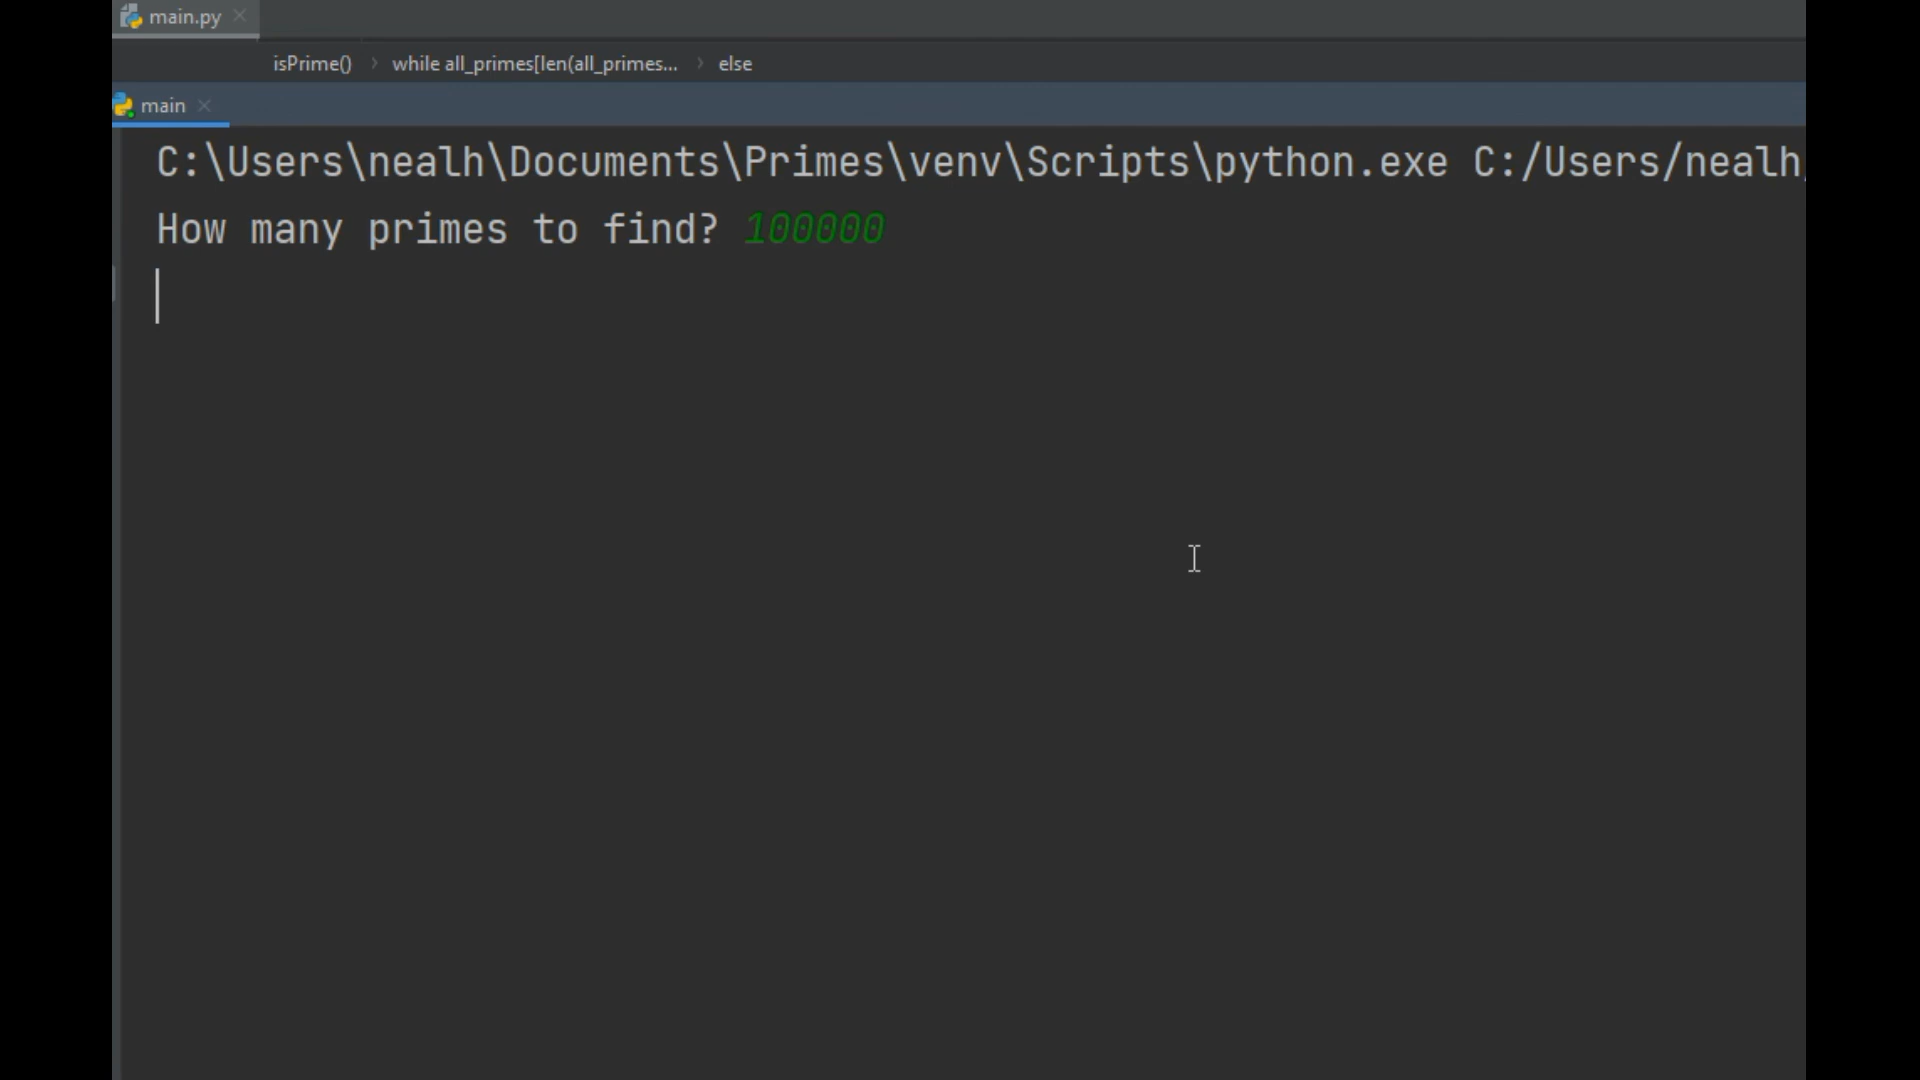 main.py
isPrime() › while all_primes[len(all_primes... › else
main
C:\Users\nealh\Documents\Primes\venv\Scripts\python.exe C:/Users/nealh/
How many primes to find? 100000